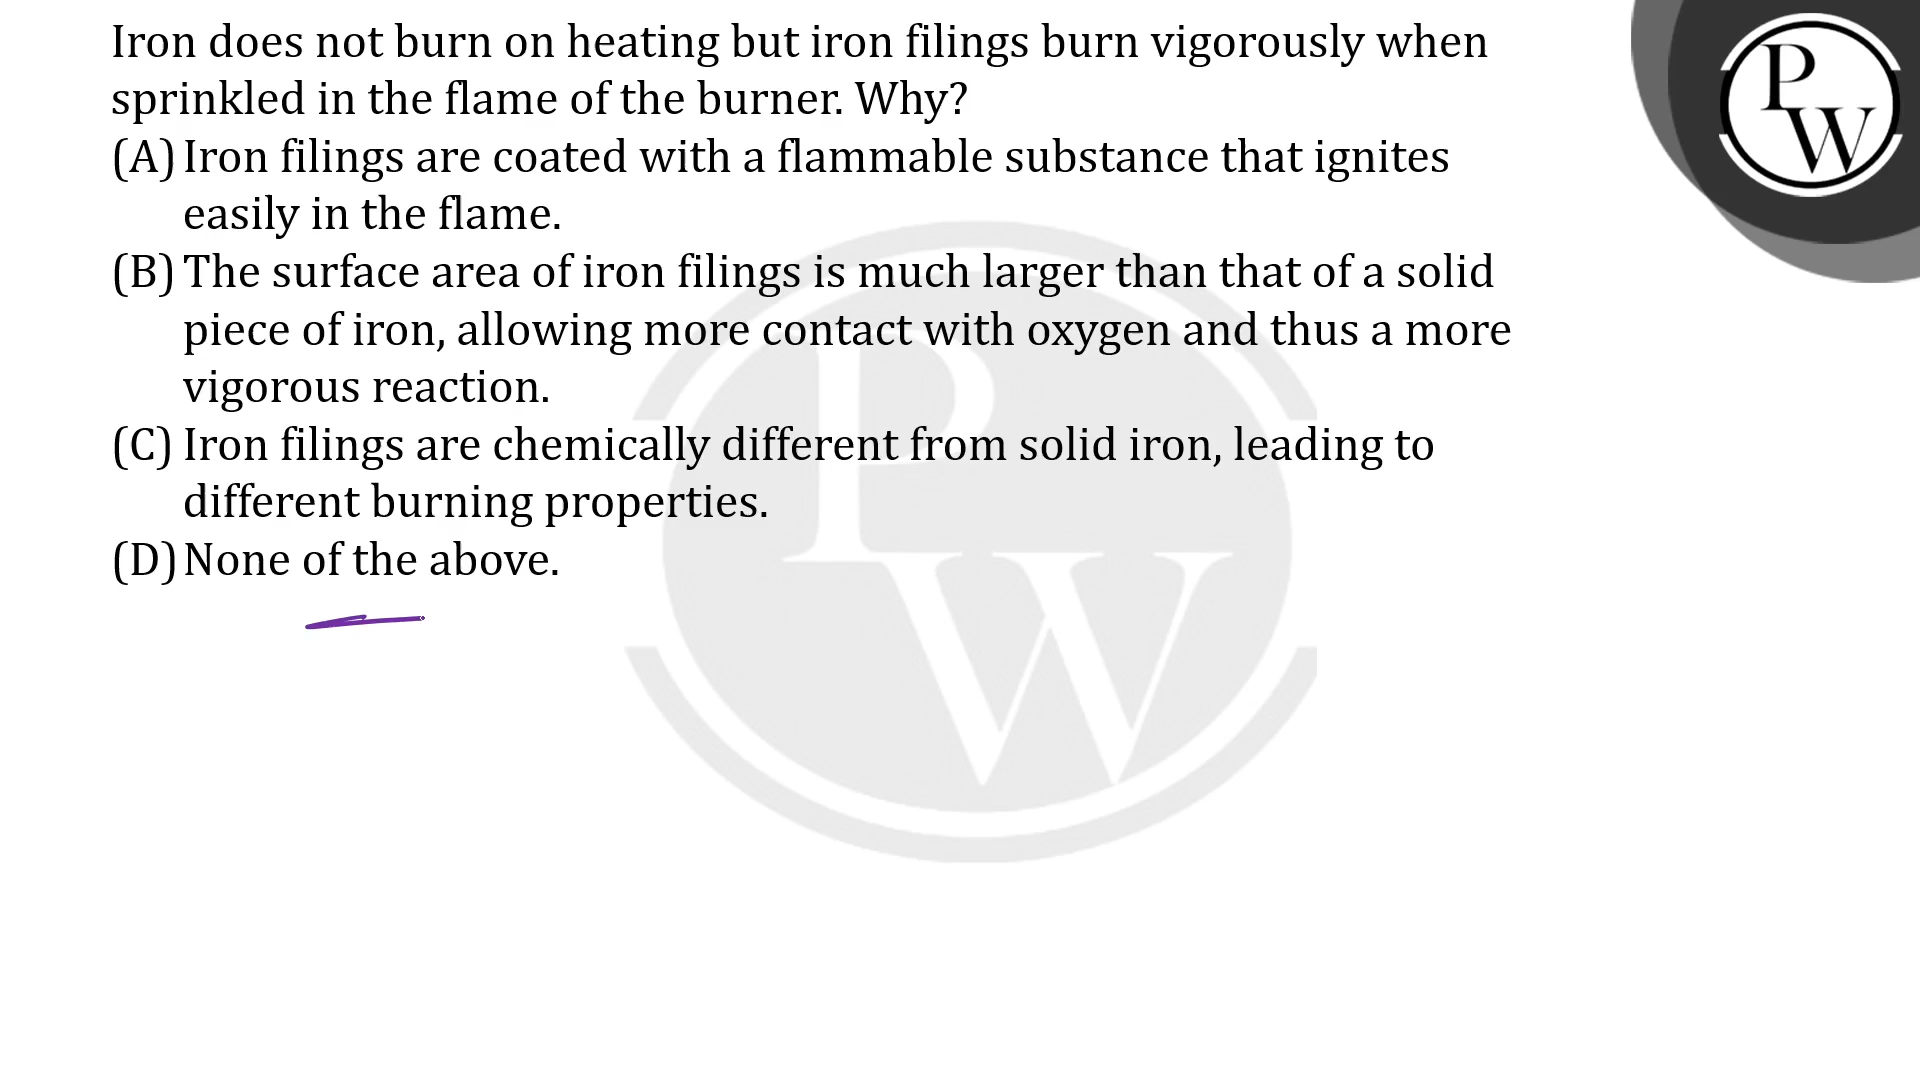 Iron does not burn on heating but iron filings burn vigorously when
sprinkled in the flame of the burner. Why?
(A) Iron filings are coated with a flammable substance that ignites
easily in the flame.
(B) The surface area of iron filings is much larger than that of a solid
piece of iron, allowing more contact with oxygen and thus a more
vigorous reaction.
(C) Iron filings are chemically different from solid iron, leading to
different burning properties.
(D) None of the above.
PW
PW